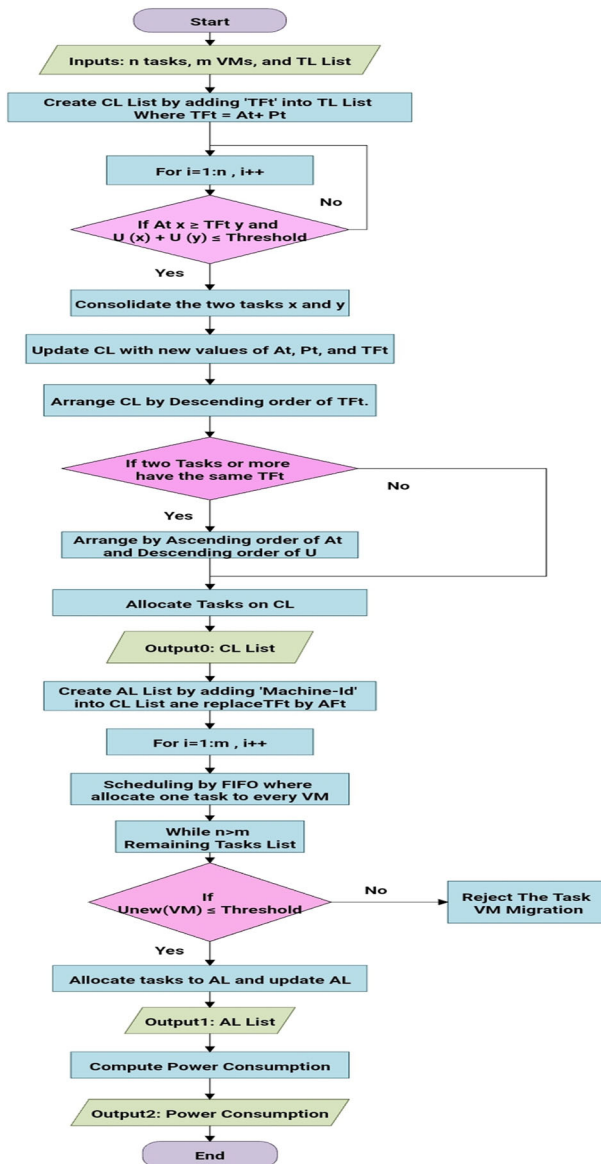 Start
Inputs: n tasks, m VMs, and TL List
Create CL List by adding 'TFt' into TL List
Where TFt = At+ Pt
For i=1:n , i++
No
If At x ≥ TFt y and
U (x) + U (y) ≤ Threshold
Yes
Consolidate the two tasks x and y
Update CL with new values of At, Pt, and TFt
Arrange CL by Descending order of TFt.
If two Tasks or more
have the same TFt
No
Yes
Arrange by Ascending order of At
and Descending order of U
Allocate Tasks on CL
Output0: CL List
Create AL List by adding 'Machine-Id'
into CL List ane replaceTFt by AFt
For i=1:m , i++
Scheduling by FIFO where
allocate one task to every VM
While n>m
Remaining Tasks List
If
Unew(VM) ≤ Threshold
No
Reject The Task
VM Migration
Yes
Allocate tasks to AL and update AL
Output1: AL List
Compute Power Consumption
Output2: Power Consumption
End